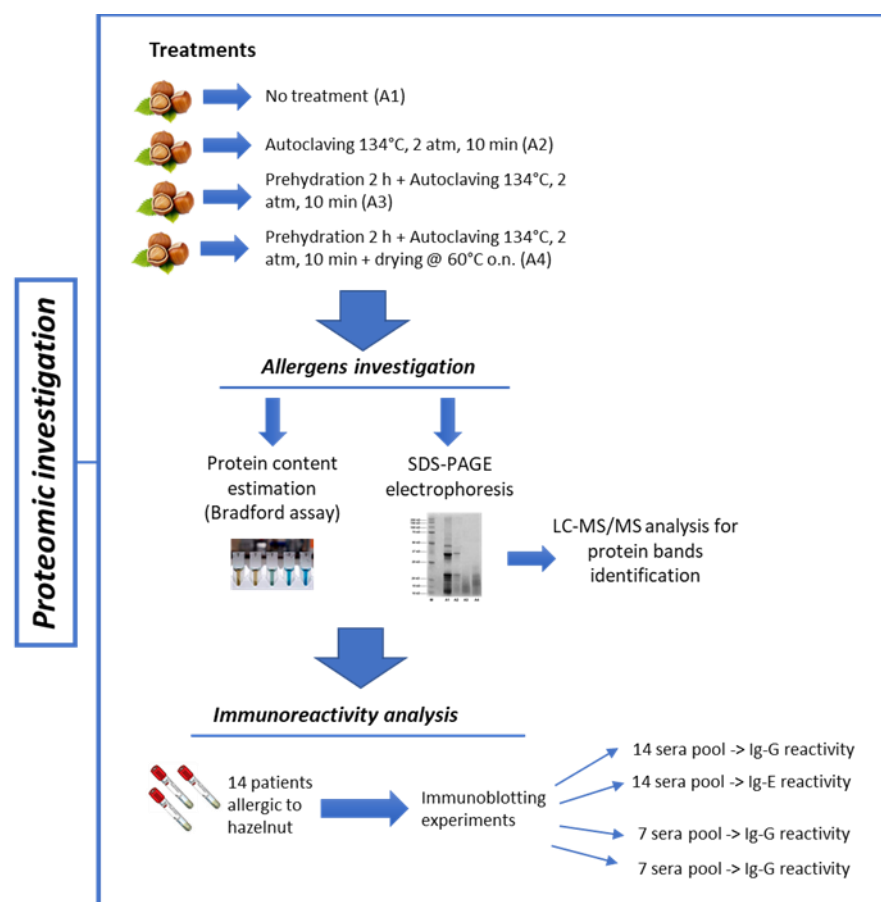 Proteomic investigation
Treatments
No treatment (A1)
Autoclaving 134°C, 2 atm, 10 min (A2)
Prehydration 2 h + Autoclaving 134°C, 2
atm, 10 min (A3)
Prehydration 2 h + Autoclaving 134°C, 2
atm, 10 min + drying @ 60°C o.n. (A4)
Allergens investigation
Protein content
estimation
(Bradford assay)
SDS-PAGE
electrophoresis
LC-MS/MS analysis for
protein bands
identification
Immunoreactivity analysis
14 patients
allergic to
hazelnut
Immunoblotting
experiments
14 sera pool -> Ig-G reactivity
14 sera pool -> Ig-E reactivity
7 sera pool -> Ig-G reactivity
7 sera pool -> Ig-G reactivity